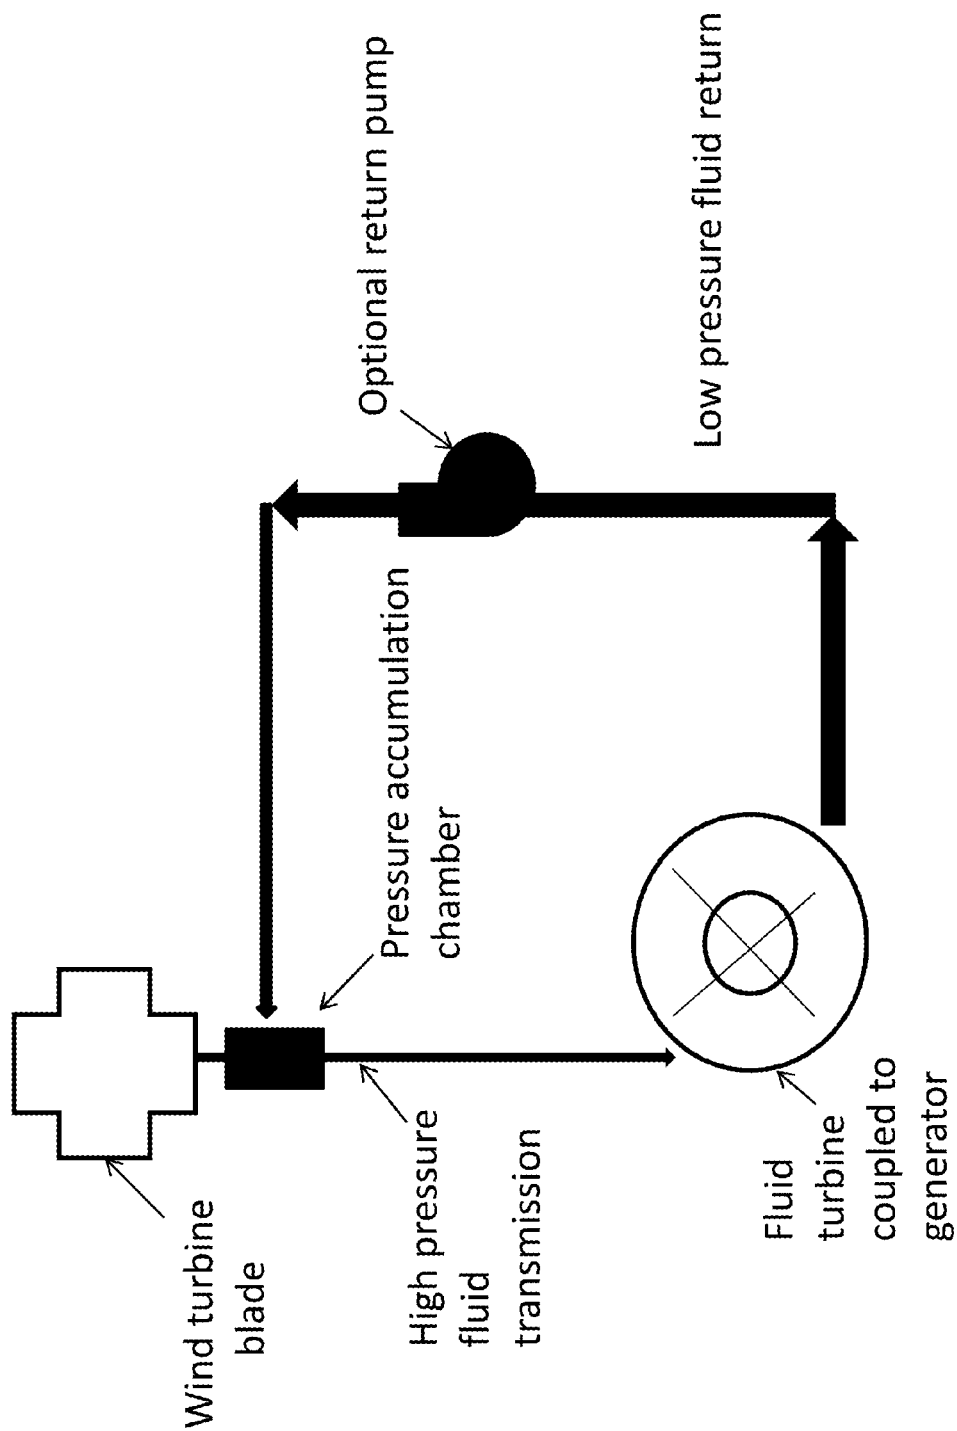 Wind turbine
blade
High pressure
fluid
transmission
Pressure accumulation
chamber
Optional return pump
Fluid
turbine
coupled to
generator
Low pressure fluid return